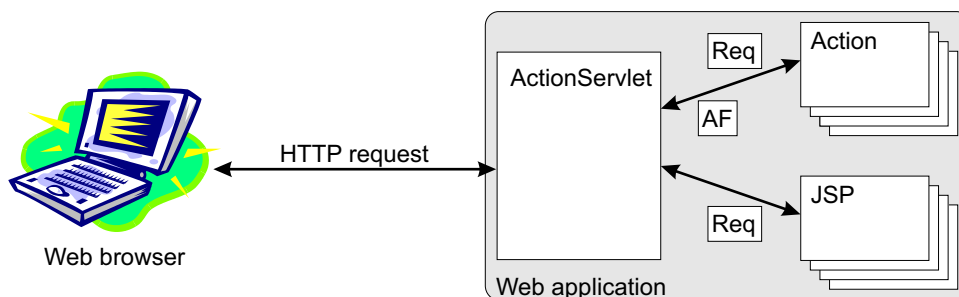 Web browser
HTTP request
ActionServlet
Req
AF
Action
Req
JSP
Web application